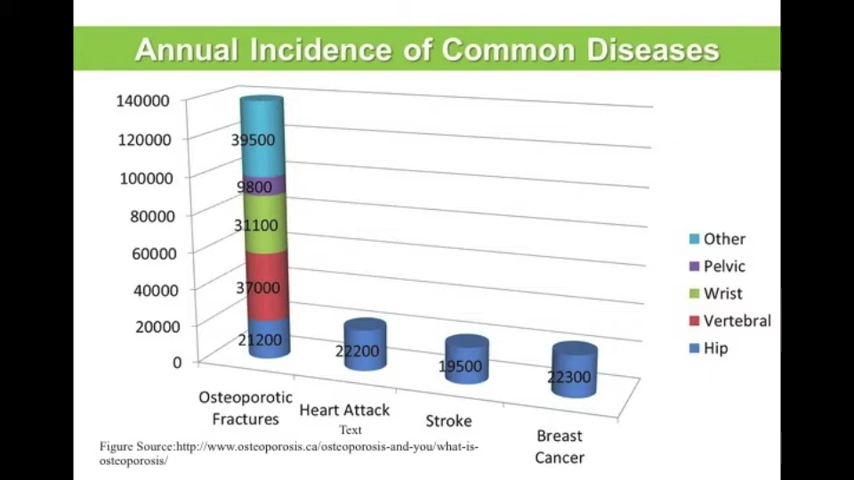 Annual Incidence of Common Diseases
140000
120000
100000
80000
60000
40000
20000
0
39500
9800
31100
37000
21200
22200
19500
22300
Other
Pelvic
Wrist
Vertebral
Hip
Osteoporotic
Fractures
Heart Attack
Text
Stroke
Breast
Cancer
Figure Source:http://www.osteoporosis.ca/osteoporosis-and-you/what-is-
osteoporosis/